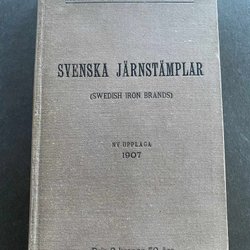 SVENSKA JÄRNSTÄMPLAR
(SWEDISH IRON BRANDS)
NY UPPLAGA
1907